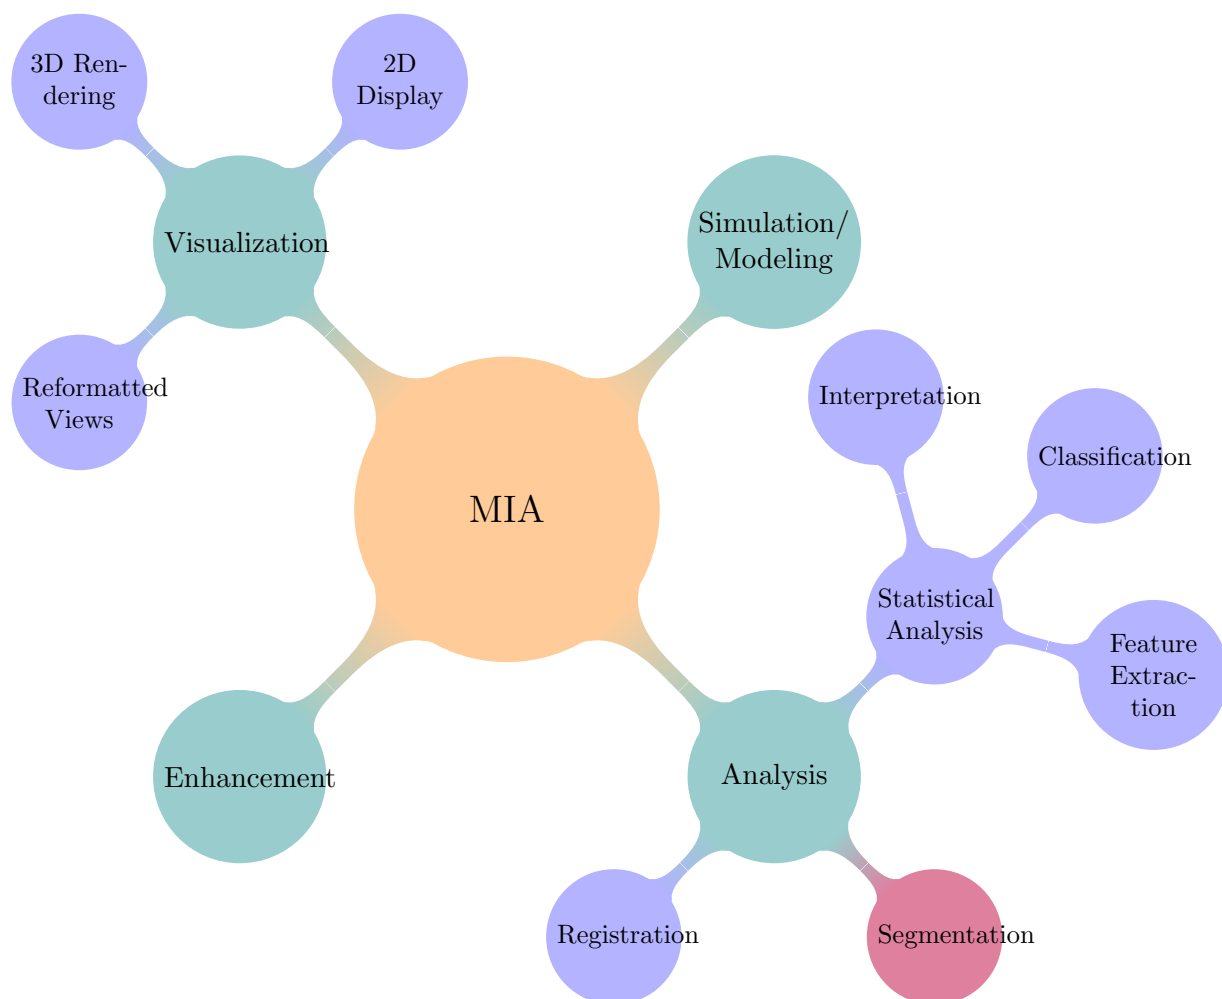 3D Ren-
dering
2D
Display
Visualization
Simulation/
Modeling
Reformatted
Views
Interpretation
Classification
MIA
Statistical
Analysis
Feature
Extrac-
tion
Enhancement
Analysis
Registration
Segmentation